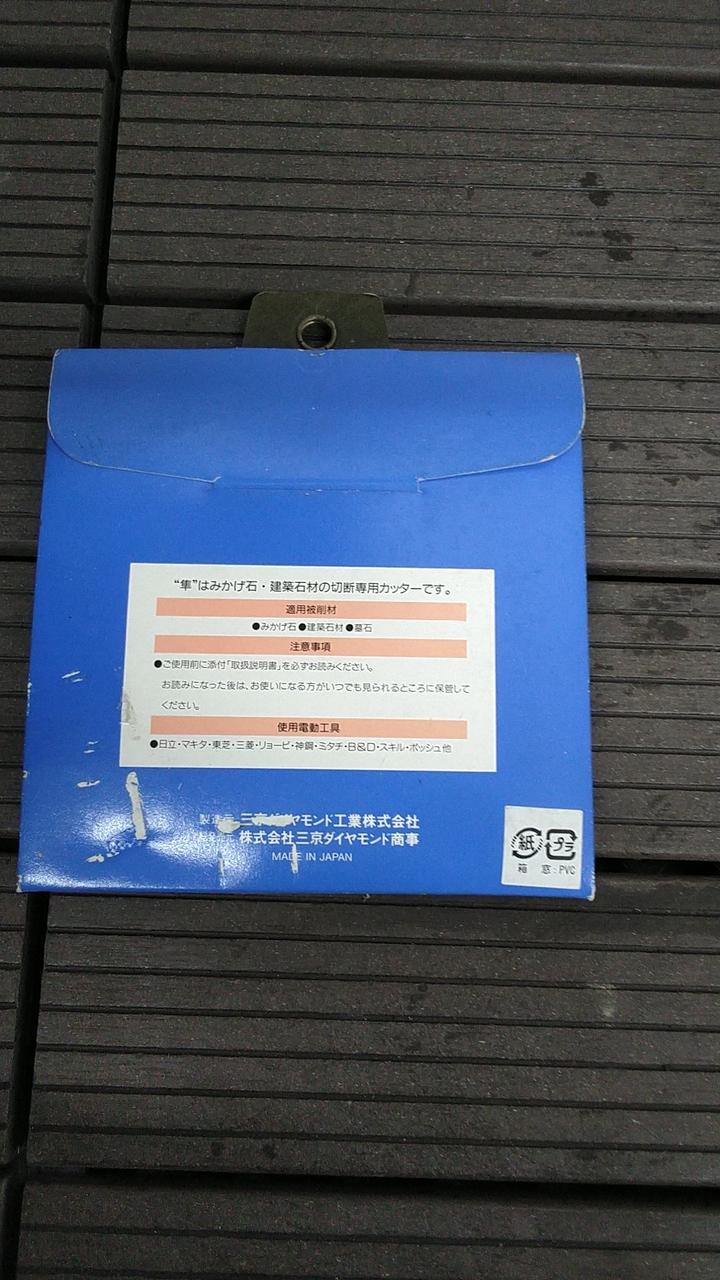 “隼”はみかげ石・建築石材の切断専用カッターです。
適用被削材
●みかげ石●建築石材●墓石
注意事項
●ご使用前に添付「取扱説明書」を必ずお読みください。
お読みになった後は、お使いになる方がいつでも見られるところに保管して
ください。
使用電動工具
●日立・マキタ・東芝・三菱・リョービ・神鋼・ミタチ・B&D・スキル・ボッシュ他
製造元 三京ダイヤモンド工業株式会社
株式会社三京ダイヤモンド商事
MADE IN JAPAN
紙 プラ
箱 窓:PVC